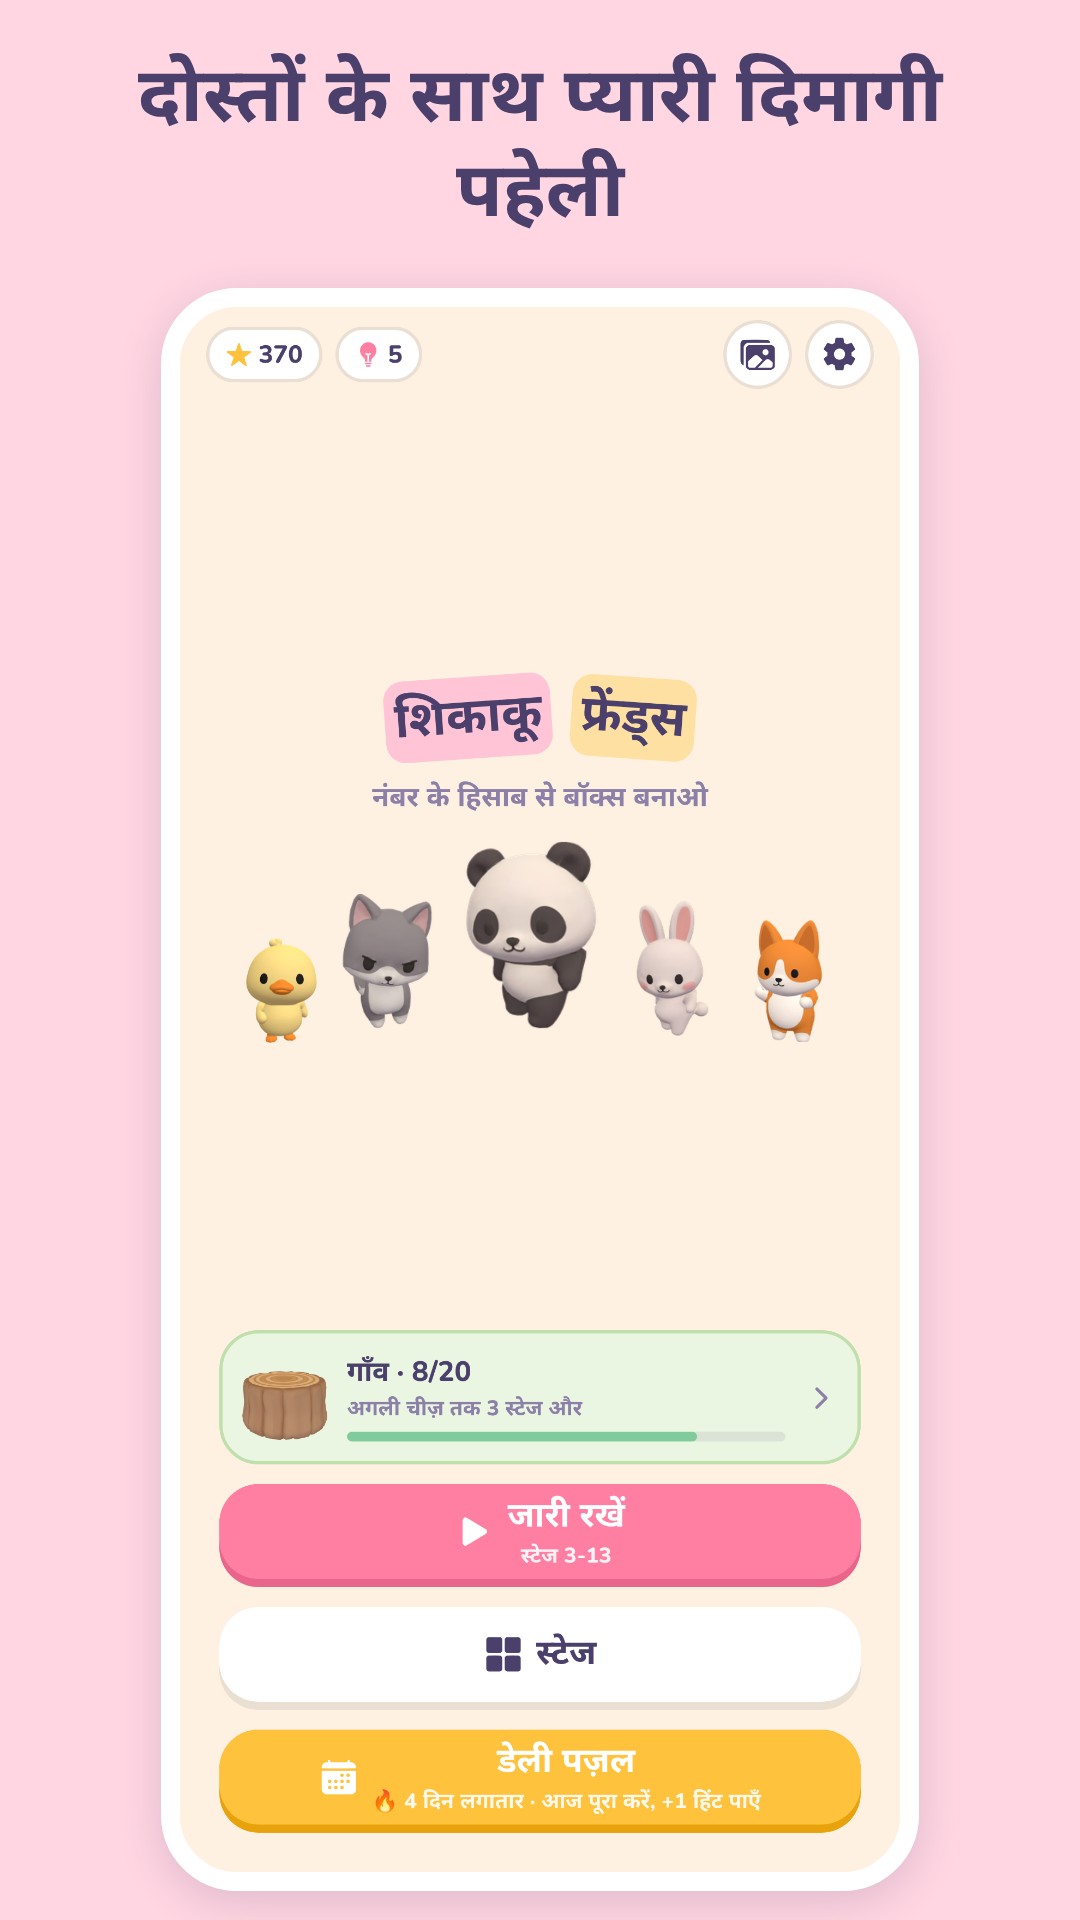 दोस्तों के साथ प्यारी दिमागी
पहेली
370
5
शिकाकू फ्रेंड्स
नंबर के हिसाब से बॉक्स बनाओ
गाँव · 8/20
अगली चीज़ तक 3 स्टेज और
जारी रखें
स्टेज 3-13
स्टेज
डेली पज़ल
🔥 4 दिन लगातार · आज पूरा करें, +1 हिंट पाएँ